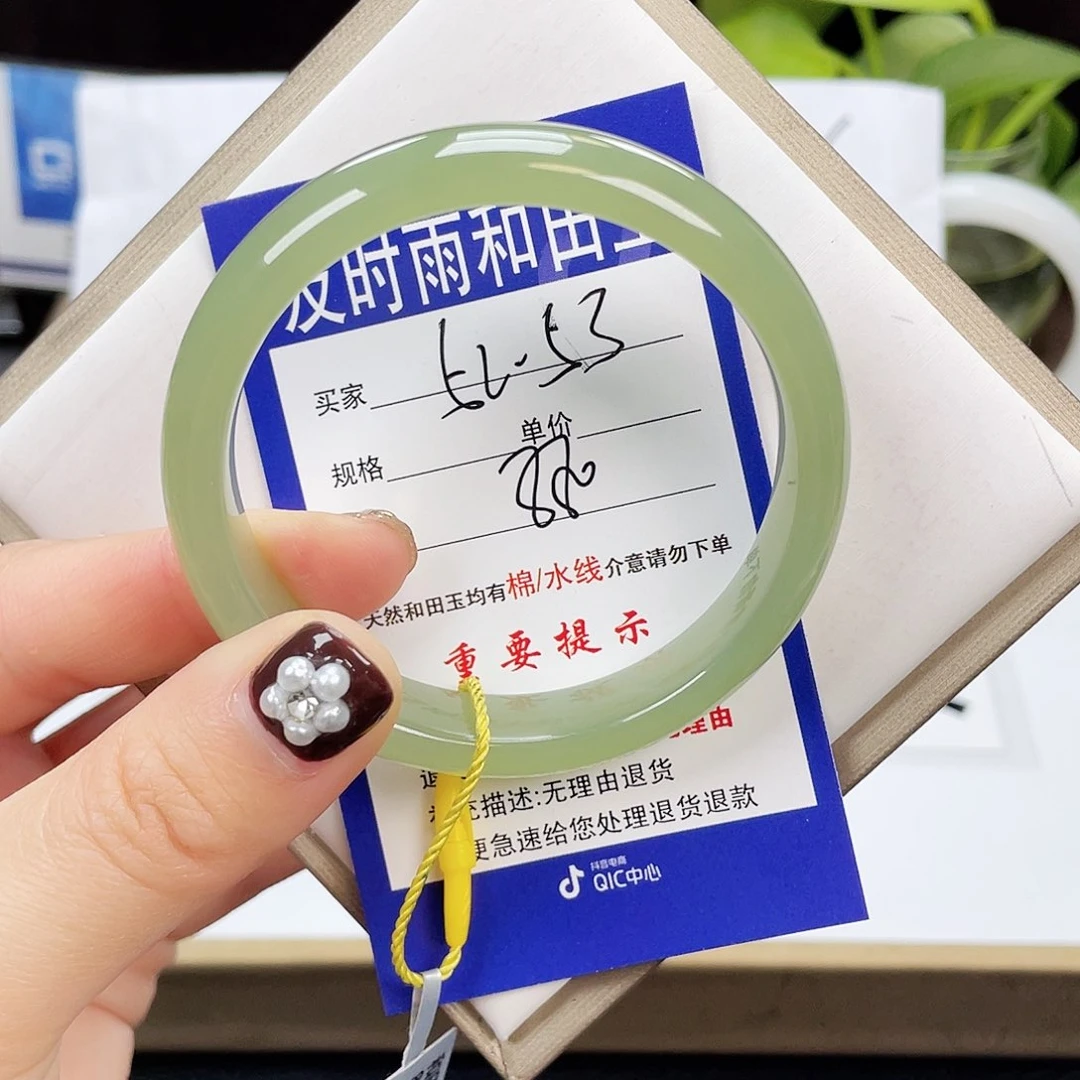 及时雨和田玉
买家
单价
规格
天然和田玉均有棉/水线介意请勿下单
重要提示
理由
充描述:无理由退货
更急速给您处理退货退款
抖音电商
QIC中心